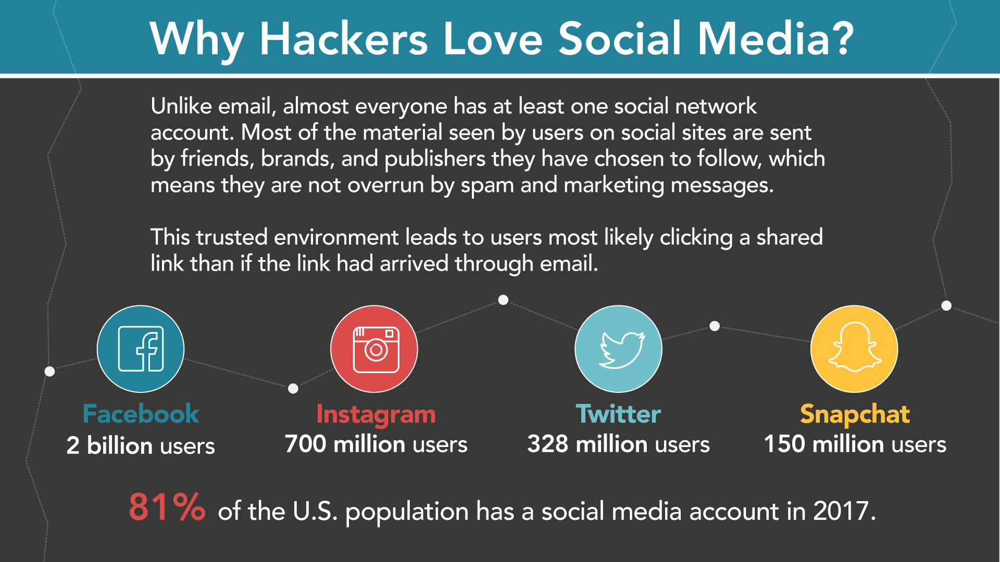 Why Hackers Love Social Media?
Unlike email, almost everyone has at least one social network
account. Most of the material seen by users on social sites are sent
by friends, brands, and publishers they have chosen to follow, which
means they are not overrun by spam and marketing messages.
This trusted environment leads to users most likely clicking a shared
link than if the link had arrived through email.
Facebook
2 billion users
Instagram
700 million users
Twitter
328 million users
Snapchat
150 million users
81% of the U.S. population has a social media account in 2017.